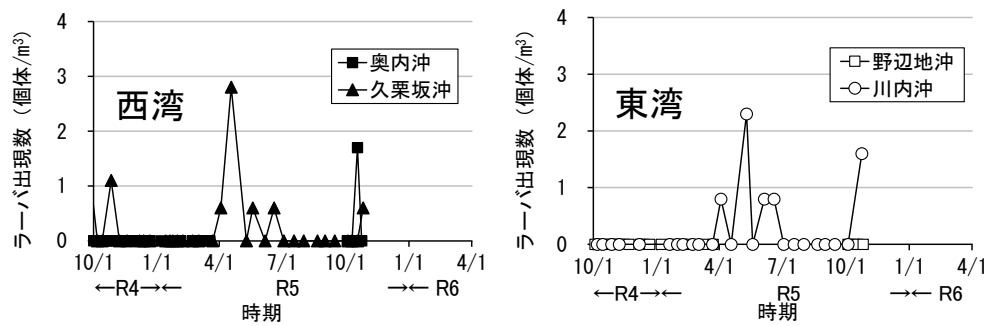 4
3
2
1
0
ラーバ出現数（個体/m³）
西湾
奥内沖
久栗坂沖
10/1 1/1 4/1 7/1 10/1 1/1 4/1
←R4→← R5 →← R6
時期
4
3
2
1
0
ラーバ出現数（個体/m³）
東湾
野辺地沖
川内沖
10/1 1/1 4/1 7/1 10/1 1/1 4/1
←R4→← R5 →← R6
時期